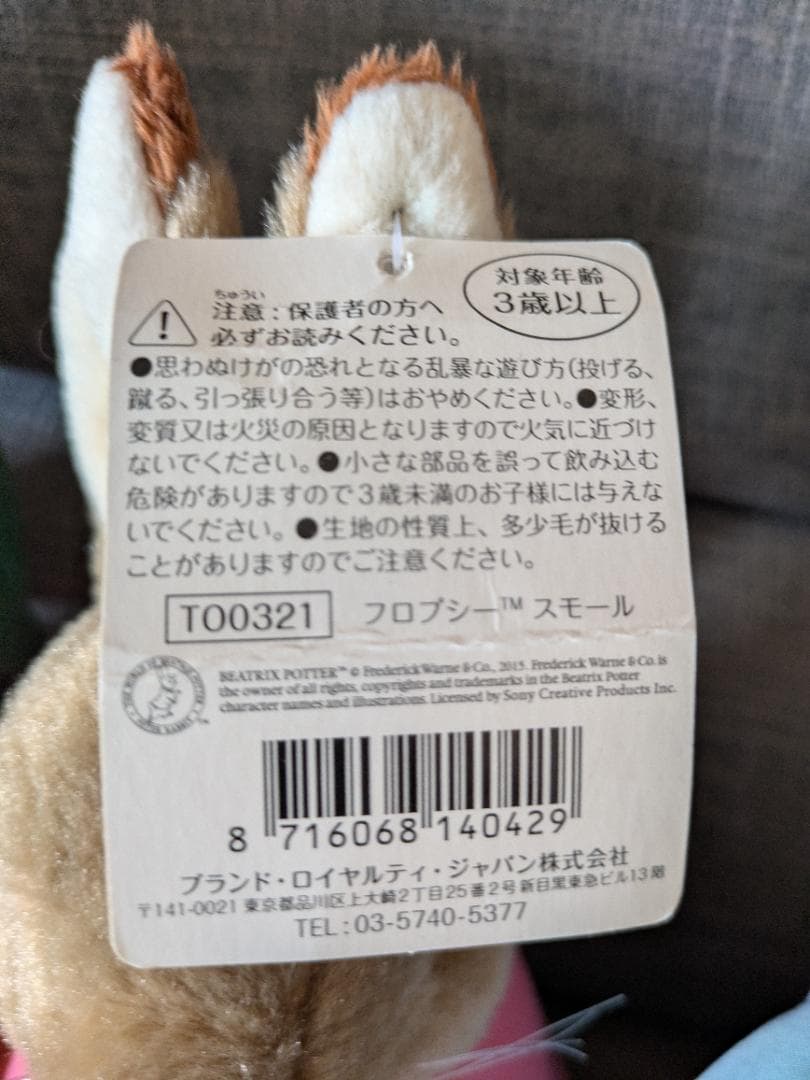 対象年齢
3歳以上
ちゅうい
注意:保護者の方へ
必ずお読みください。
●思わぬけがの恐れとなる乱暴な遊び方(投げる、
蹴る、引っ張り合う等)はおやめください。●変形、
変質又は火災の原因となりますので火気に近づけ
ないでください。●小さな部品を誤って飲み込む
危険がありますので3歳未満のお子様には与えな
いでください。●生地の性質上、多少毛が抜ける
ことがありますのでご注意ください。
TO0321 フロプシー™ スモール
BEATRIX POTTER™ © Frederick Warne & Co., 2015. Frederick Warne & Co. is
the owner of all rights, copyrights and trademarks in the Beatrix Potter
character names and illustrations. Licensed by Sony Creative Products Inc.
8 716068 140429
ブランド・ロイヤルティ・ジャパン株式会社
〒141-0021 東京都品川区上大崎2丁目25番2号 新目黒東急ビル13階
TEL:03-5740-5377